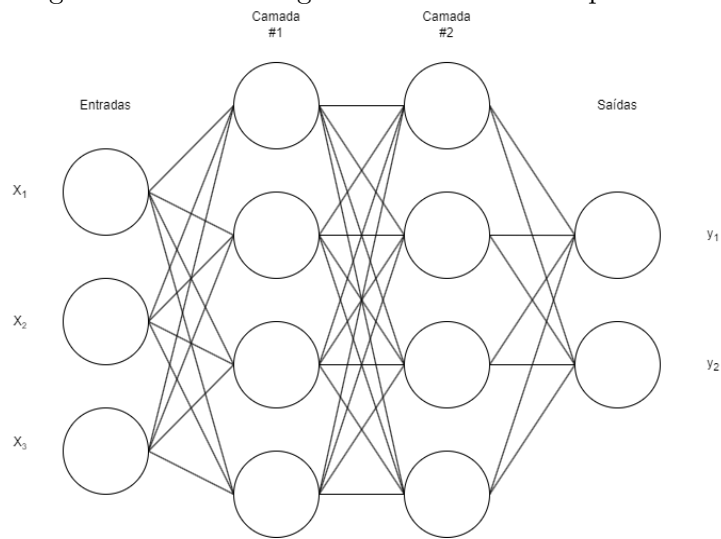 Camada
#1
Camada
#2
Entradas
Saídas
X₁
y₁
X₂
y₂
X₃